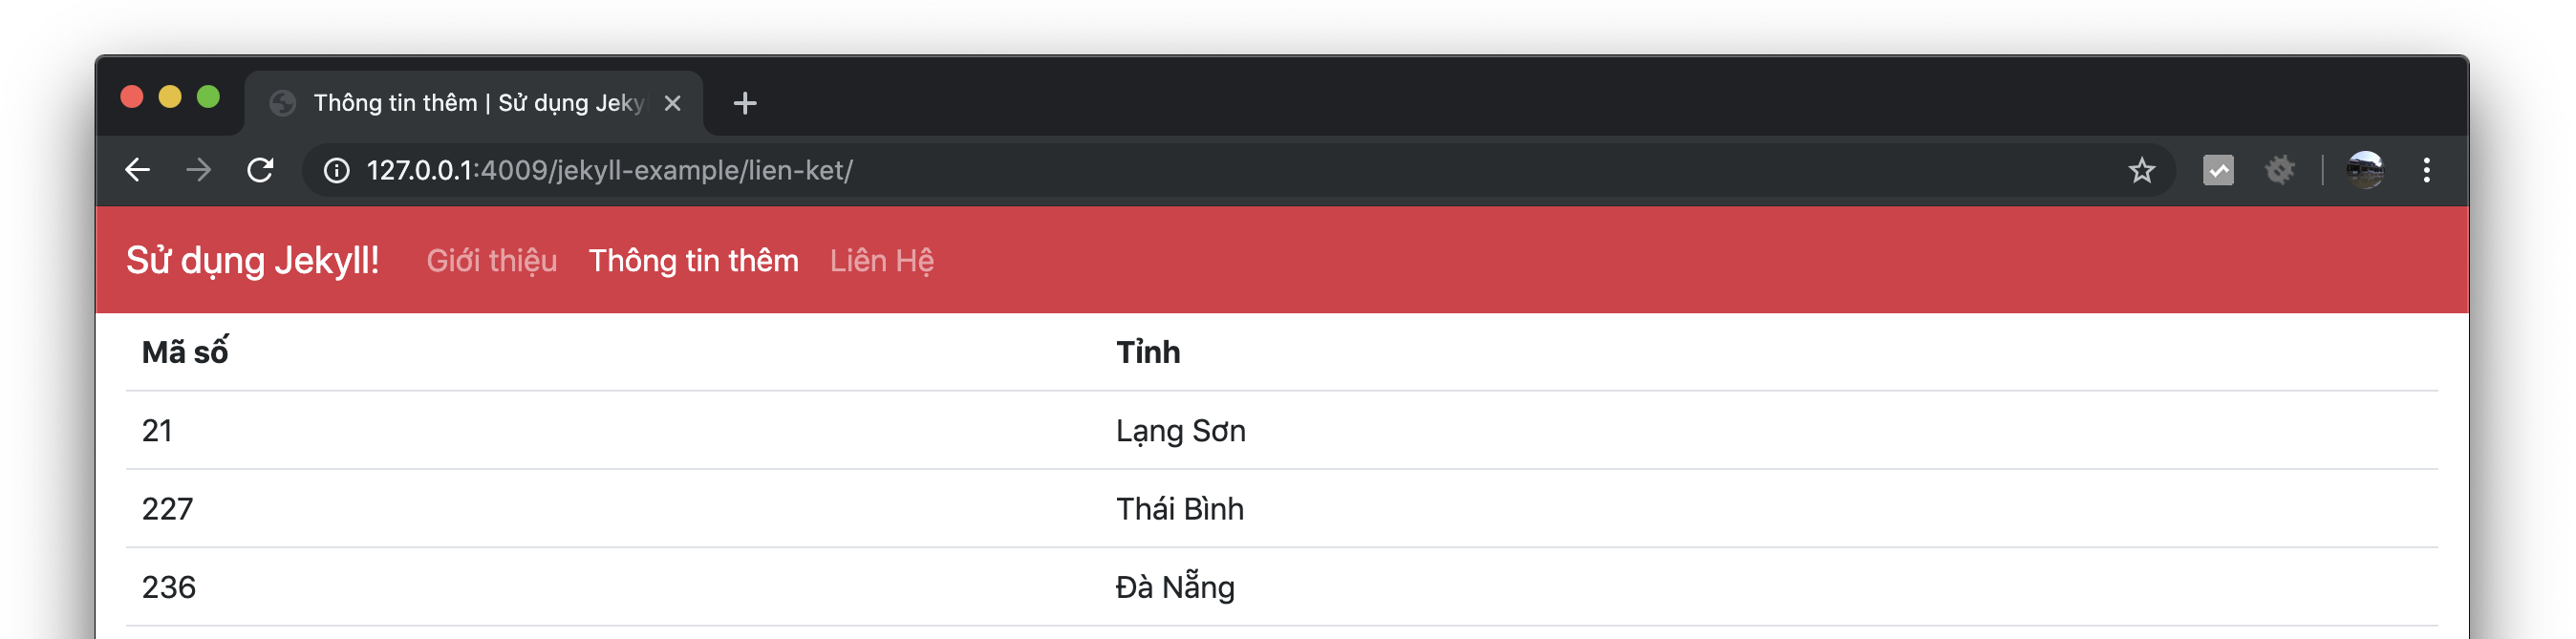 Thông tin thêm | Sử dụng Jeky
127.0.0.1:4009/jekyll-example/lien-ket/
Sử dụng Jekyll! Giới thiệu Thông tin thêm Liên Hệ
Mã số Tỉnh
21 Lạng Sơn
227 Thái Bình
236 Đà Nẵng